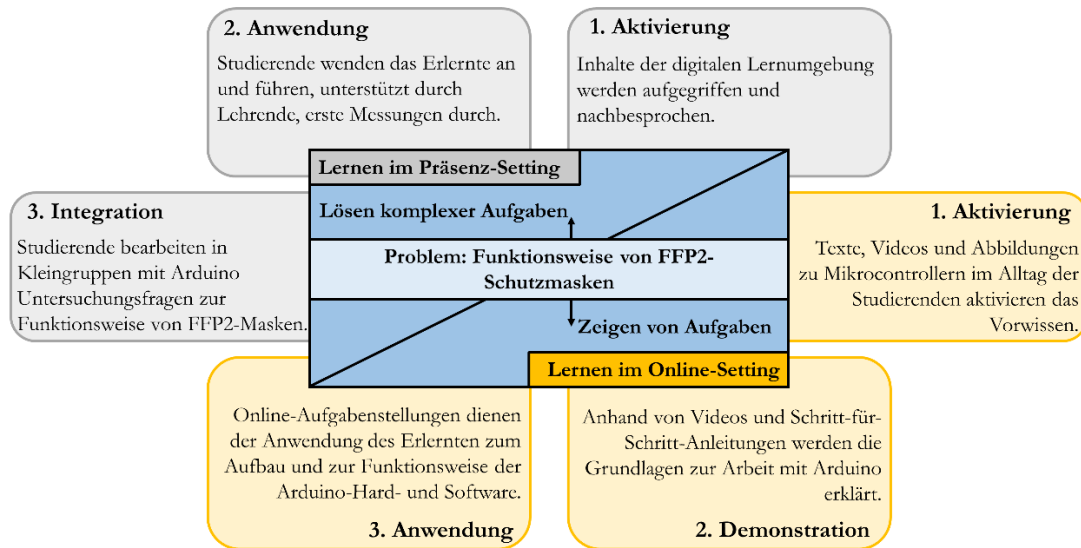 2. Anwendung
Studierende wenden das Erlernte an
und führen, unterstützt durch
Lehrende, erste Messungen durch.
1. Aktivierung
Inhalte der digitalen Lernumgebung
werden aufgegriffen und
nachbesprochen.
3. Integration
Studierende bearbeiten in
Kleingruppen mit Arduino
Untersuchungsfragen zur
Funktionsweise von FFP2-Masken.
Lernen im Präsenz-Setting
Lösen komplexer Aufgaben
Problem: Funktionsweise von FFP2-
Schutzmasken
Zeigen von Aufgaben
Lernen im Online-Setting
1. Aktivierung
Texte, Videos und Abbildungen
zu Mikrocontrollern im Alltag der
Studierenden aktivieren das
Vorwissen.
Online-Aufgabenstellungen dienen
der Anwendung des Erlernten zum
Aufbau und zur Funktionsweise der
Arduino-Hard- und Software.
3. Anwendung
Anhand von Videos und Schritt-für-
Schritt-Anleitungen werden die
Grundlagen zur Arbeit mit Arduino
erklärt.
2. Demonstration